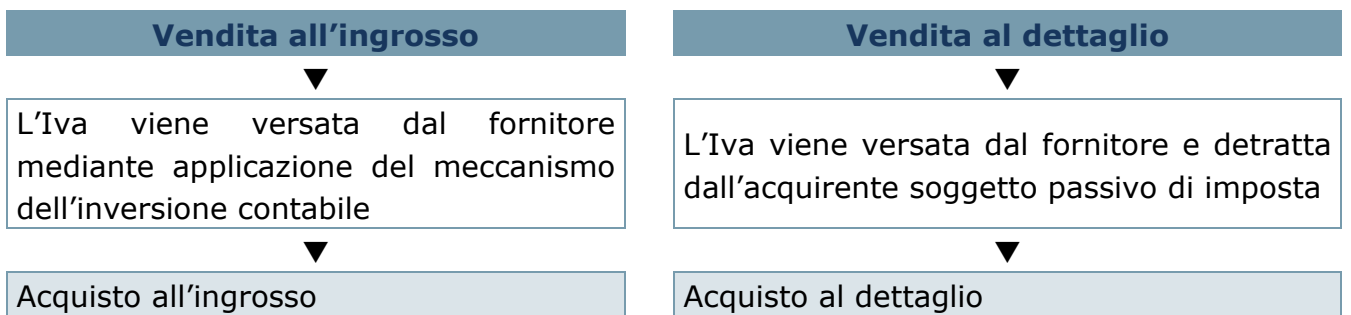 Vendita all'ingrosso
▼
L'Iva viene versata dal fornitore
mediante applicazione del meccanismo
dell'inversione contabile
▼
Acquisto all'ingrosso
Vendita al dettaglio
▼
L'Iva viene versata dal fornitore e detratta
dall'acquirente soggetto passivo di imposta
▼
Acquisto al dettaglio